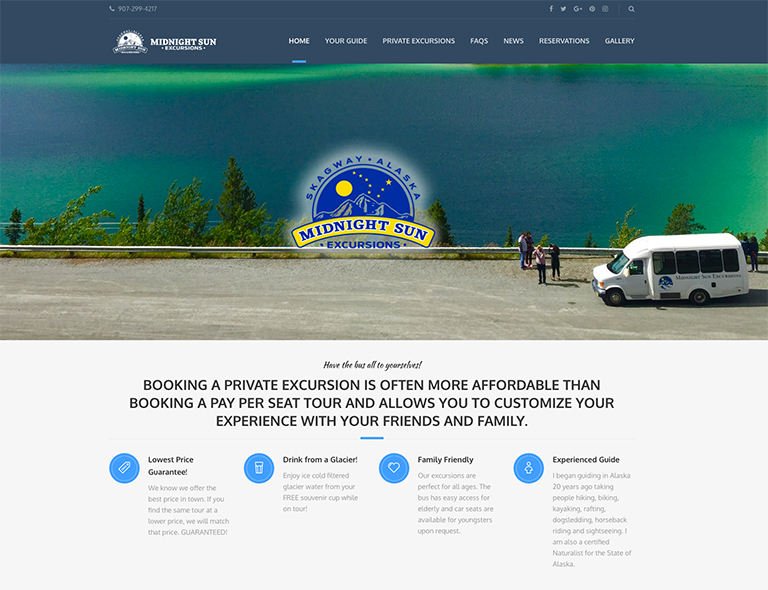 907-299-4217
MIDNIGHT SUN
• EXCURSIONS •
HOME YOUR GUIDE PRIVATE EXCURSIONS FAQS NEWS RESERVATIONS GALLERY
SKAGWAY • ALASKA
MIDNIGHT SUN
• EXCURSIONS •
MIDNIGHT SUN EXCURSIONS
Have the bus all to yourselves!
BOOKING A PRIVATE EXCURSION IS OFTEN MORE AFFORDABLE THAN
BOOKING A PAY PER SEAT TOUR AND ALLOWS YOU TO CUSTOMIZE YOUR
EXPERIENCE WITH YOUR FRIENDS AND FAMILY.
Lowest Price
Guarantee!
We know we offer the
best price in town. If you
find the same tour at a
lower price, we will match
that price. GUARANTEED!
Drink from a Glacier!
Enjoy ice cold filtered
glacier water from your
FREE souvenir cup while
on tour!
Family Friendly
Our excursions are
perfect for all ages. The
bus has easy access for
elderly and car seats are
available for youngsters
upon request.
Experienced Guide
I began guiding in Alaska
20 years ago taking
people hiking, biking,
kayaking, rafting,
dogsledding, horseback
riding and sightseeing. I
am also a certified
Naturalist for the State of
Alaska.